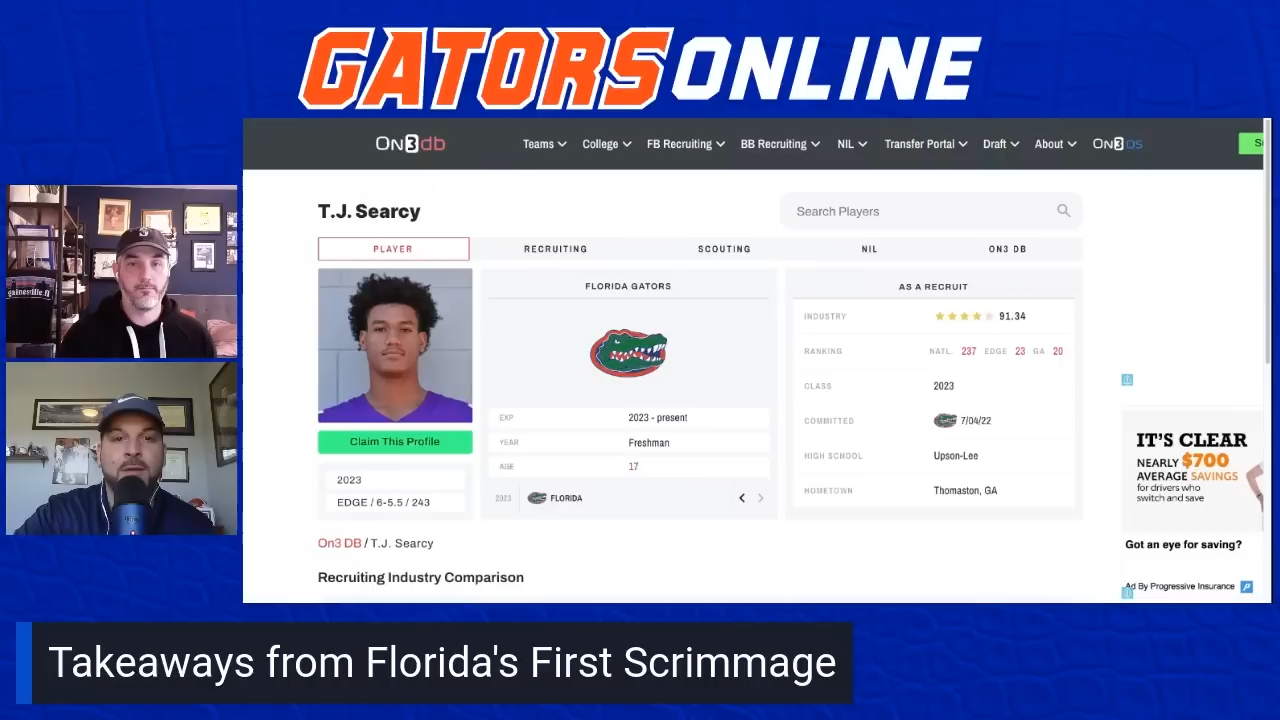 GATORSONLINE
On3db
Teams College FB Recruiting BB Recruiting NIL Transfer Portal Draft About On3OS
T.J. Searcy
Search Players
PLAYER RECRUITING SCOUTING NIL ON3 DB
FLORIDA GATORS
AS A RECRUIT
INDUSTRY 91.34
RANKING NATL. 237 EDGE 23 GA 20
CLASS 2023
COMMITTED 7/04/22
HIGH SCHOOL Upson-Lee
HOMETOWN Thomaston, GA
EXP 2023 - present
YEAR Freshman
AGE 17
2023 FLORIDA
Claim This Profile
2023
EDGE / 6-5.5 / 243
On3 DB / T.J. Searcy
Recruiting Industry Comparison
IT'S CLEAR
NEARLY $700
AVERAGE SAVINGS
for drivers who
switch and save
Got an eye for saving?
Ad By Progressive Insurance
gainesville.fl
Takeaways from Florida's First Scrimmage